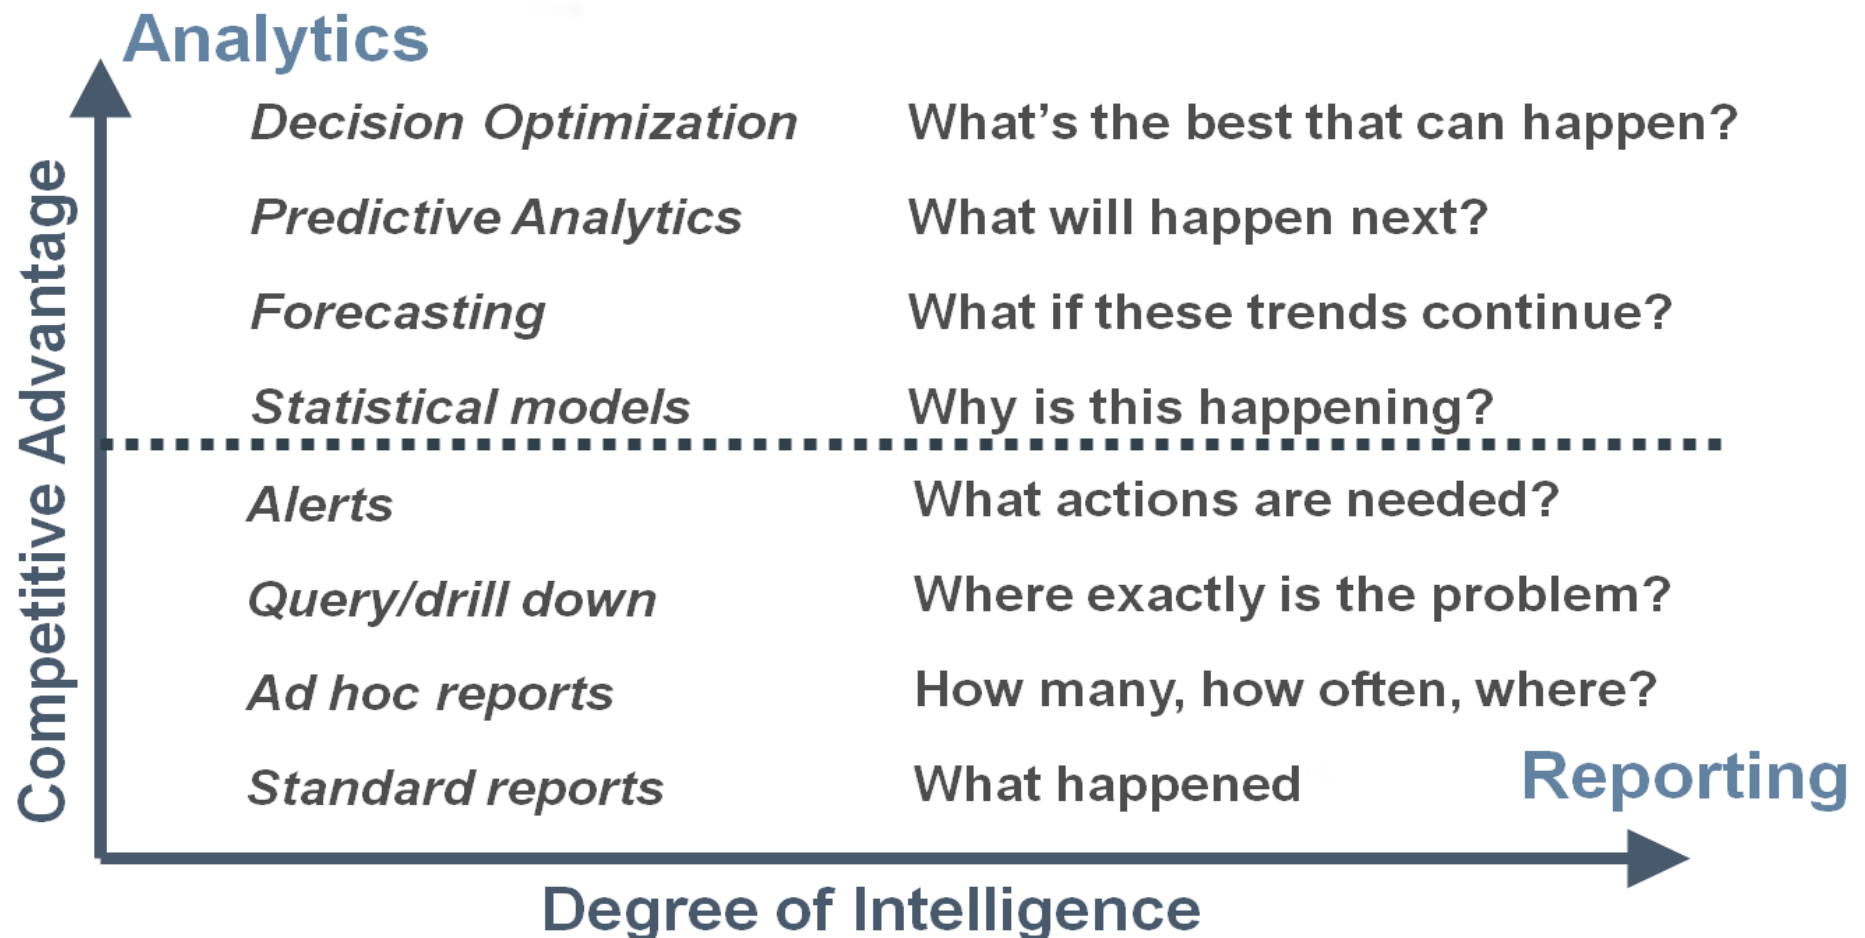 Analytics
Decision Optimization What’s the best that can happen?
Predictive Analytics What will happen next?
Forecasting What if these trends continue?
Statistical models Why is this happening?
Alerts What actions are needed?
Query/drill down Where exactly is the problem?
Ad hoc reports How many, how often, where?
Standard reports What happened
Reporting
Competitive Advantage
Degree of Intelligence